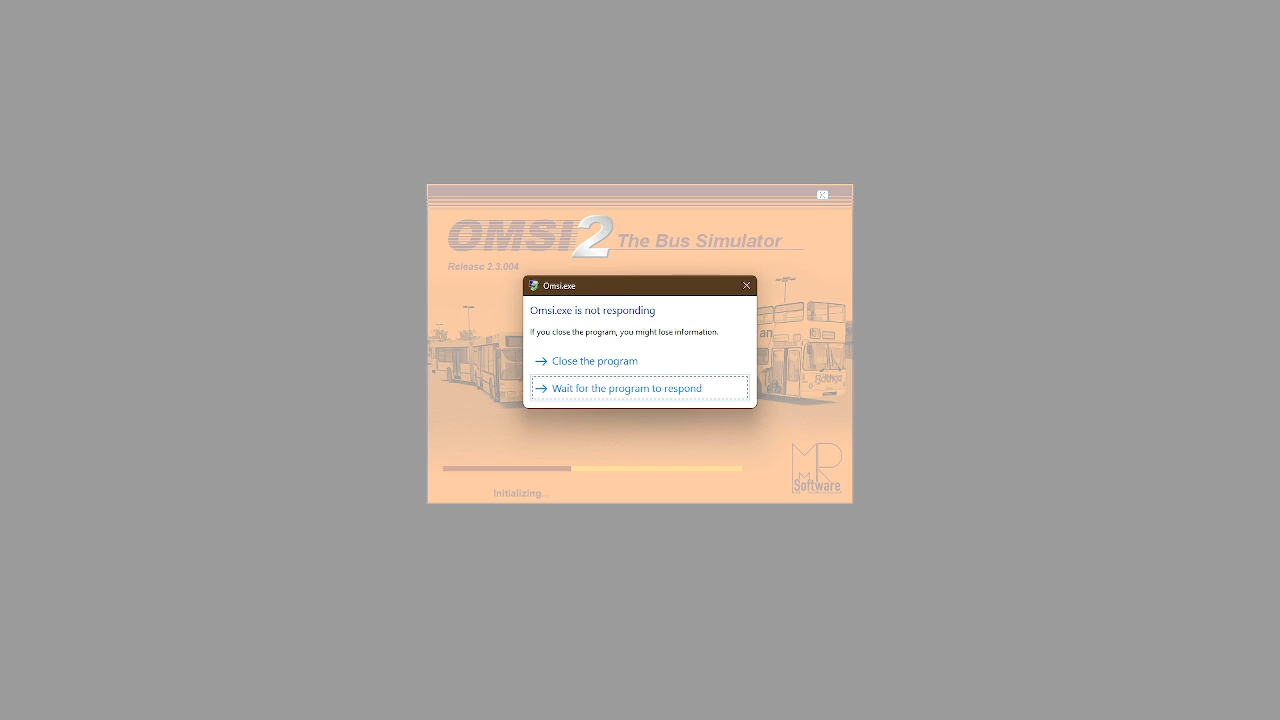 X
OMSI 2 The Bus Simulator
Release 2.3.004
Omsi.exe
Omsi.exe is not responding
If you close the program, you might lose information.
Close the program
Wait for the program to respond
an
MR
Software
Initializing...